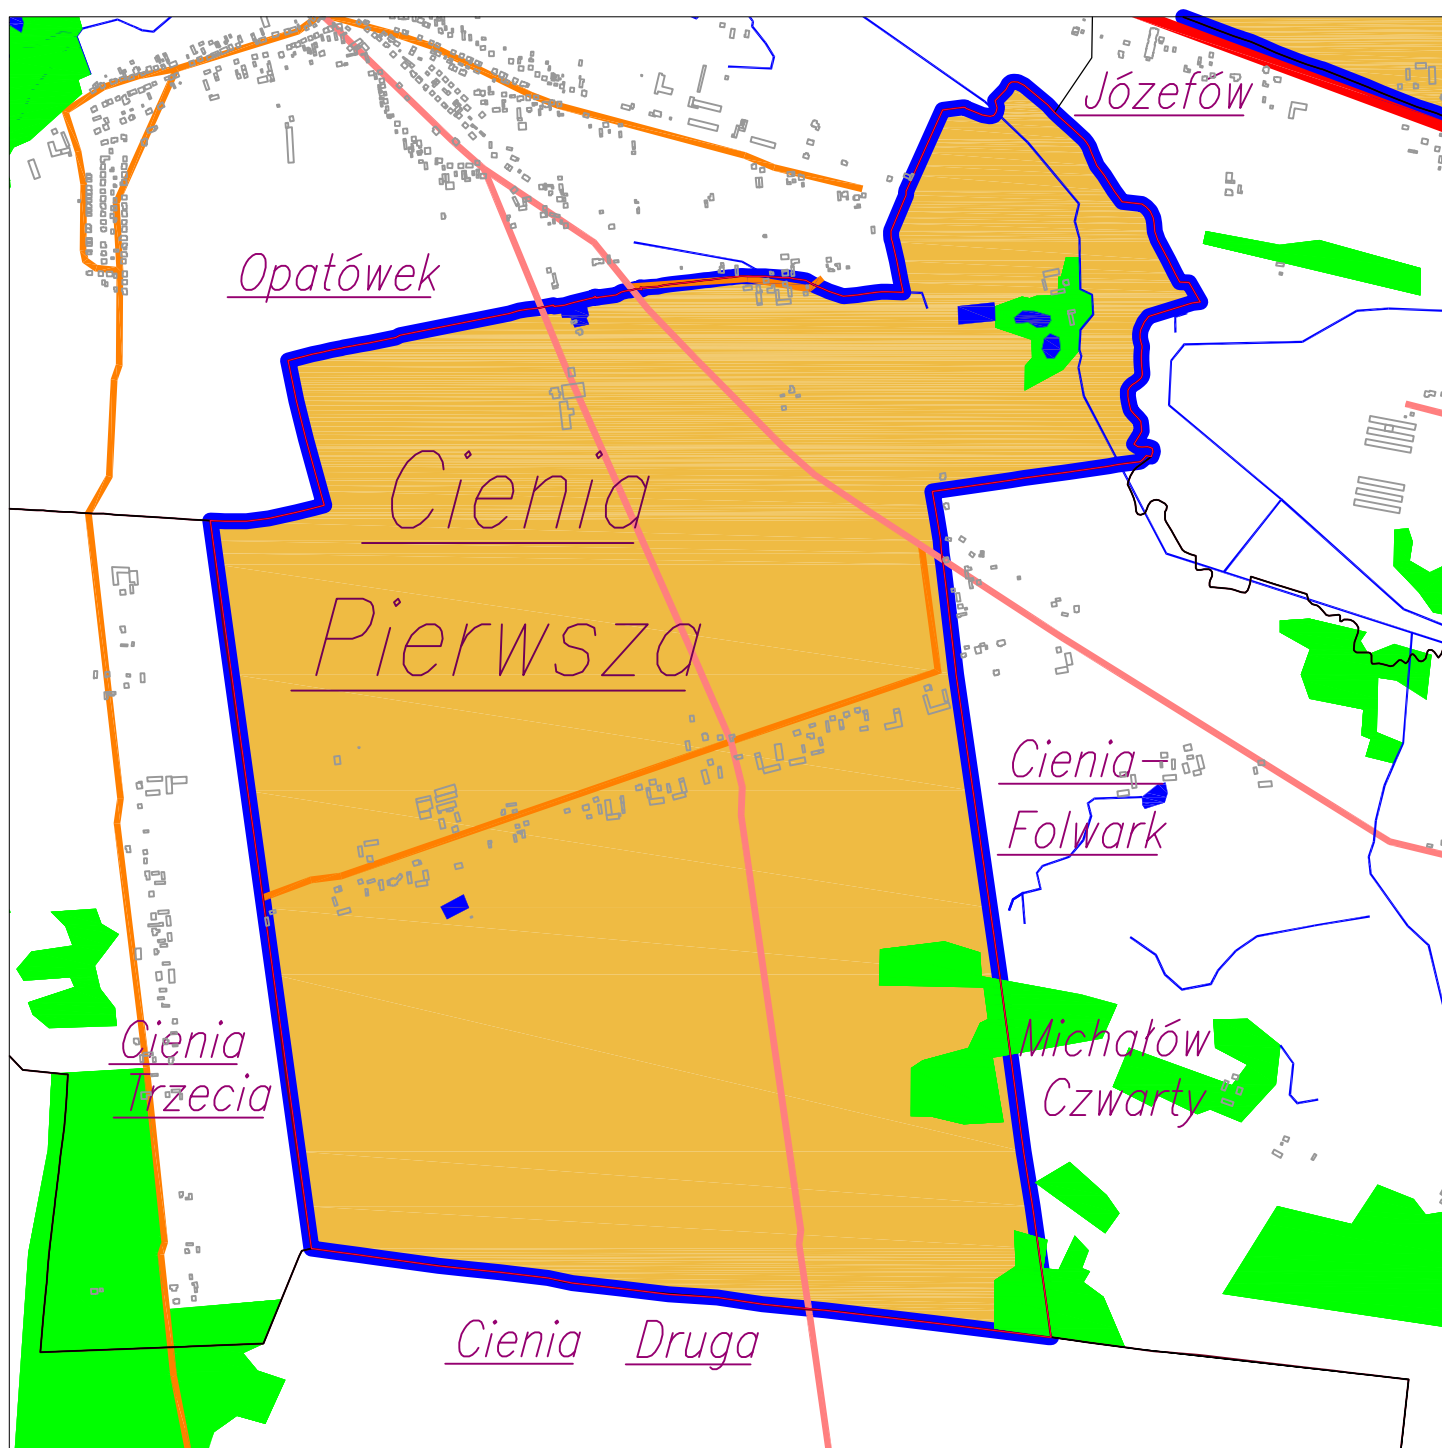 Józefów
Opatówek
Cienia
Pierwsza
Cienia-
Folwark
Cienia
Trzecia
Michałów
Czwarty
Cienia Druga